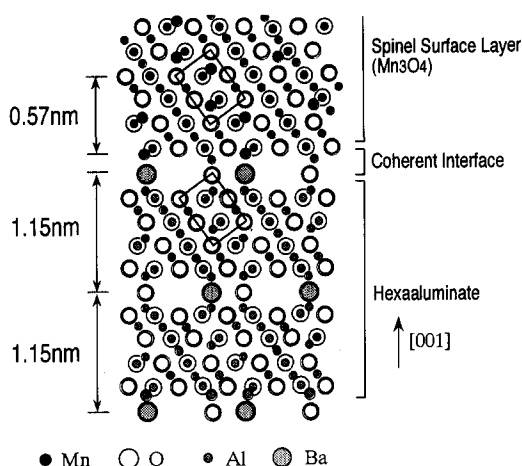 Spinel Surface Layer
(Mn3O4)
0.57nm
Coherent Interface
1.15nm
Hexaaluminate
[001]
1.15nm
Mn O Al Ba